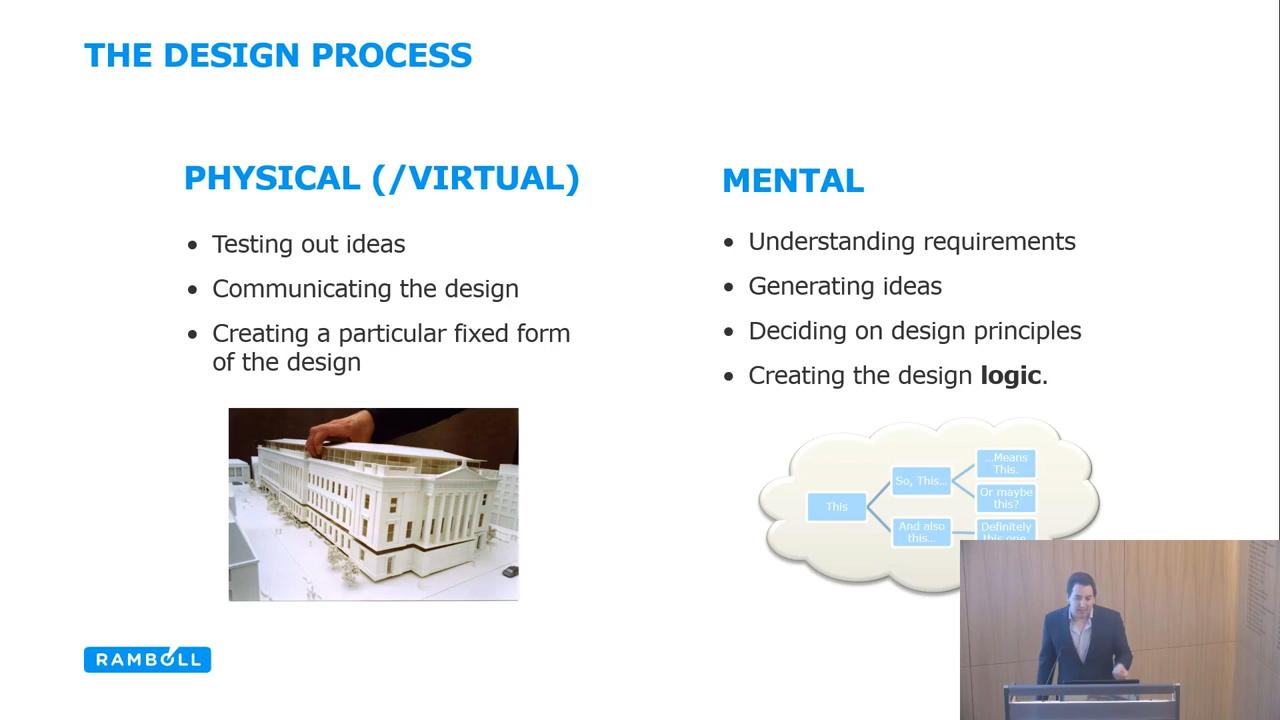 THE DESIGN PROCESS
PHYSICAL (/VIRTUAL)
• Testing out ideas
• Communicating the design
• Creating a particular fixed form
of the design
MENTAL
• Understanding requirements
• Generating ideas
• Deciding on design principles
• Creating the design logic.
This
So, This...
And also
this...
...Means
This.
Or maybe
this?
Definitely
this one
RAMBOLL